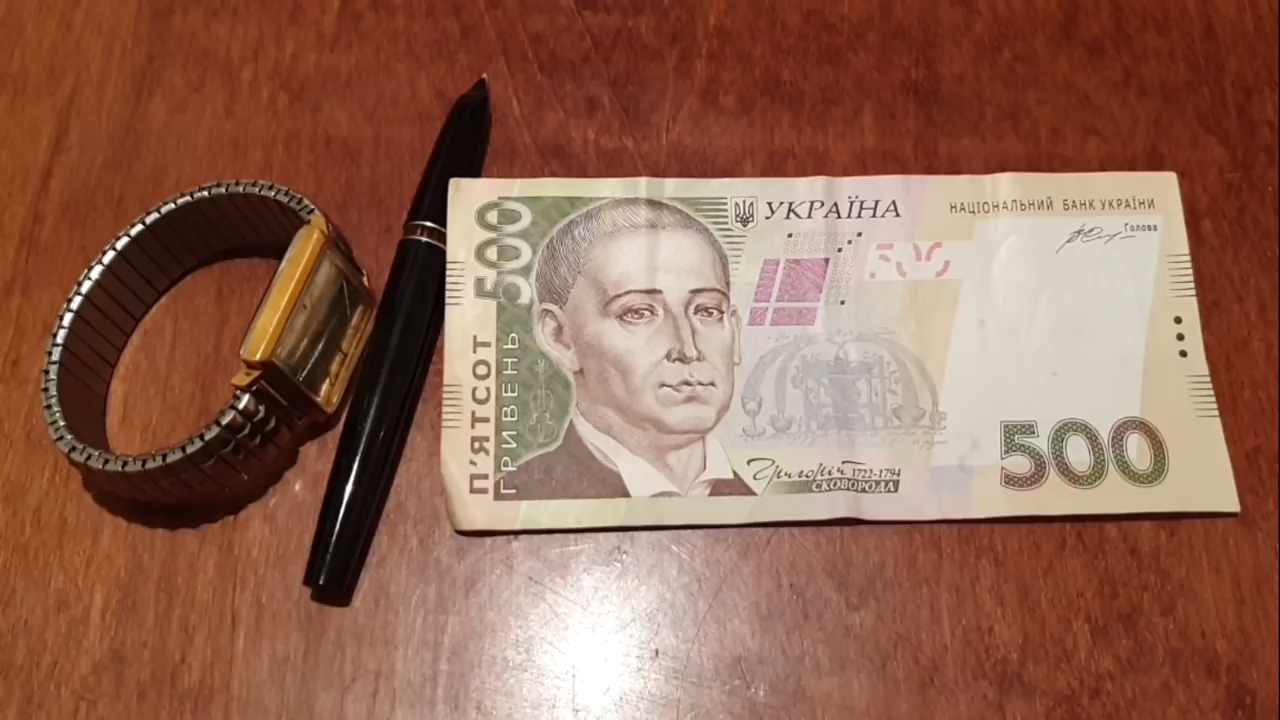 УКРАЇНА
НАЦІОНАЛЬНИЙ БАНК УКРАЇНИ
Голова
500
500
П'ЯТСОТ
ГРИВЕНЬ
Григорій 1722-1794
СКОВОРОДА
500